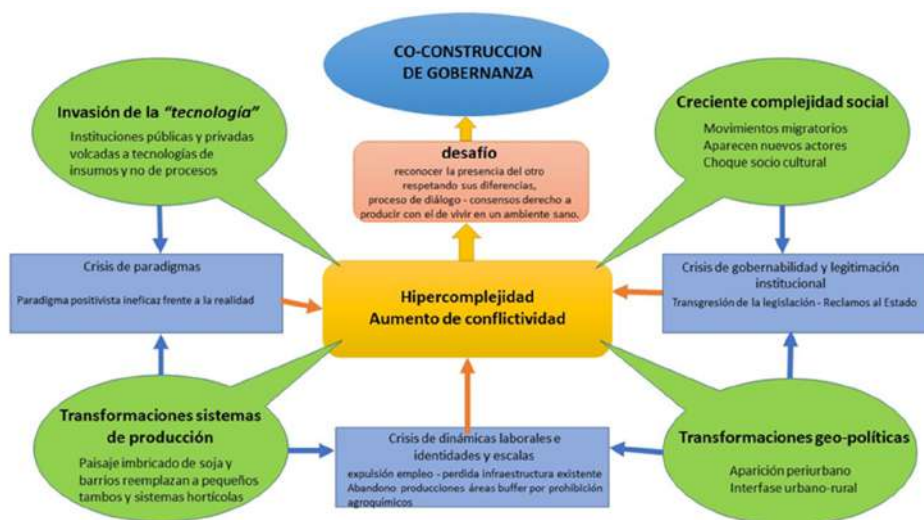 CO-CONSTRUCCION
DE GOBERNANZA
Invasión de la "tecnología"
Instituciones públicas y privadas
volcadas a tecnologías de
insumos y no de procesos
desafío
reconocer la presencia del otro
respetando sus diferencias,
proceso de diálogo - consensos derecho a
producir con el de vivir en un ambiente sano.
Creciente complejidad social
Movimientos migratorios
Aparecen nuevos actores
Choque socio cultural
Crisis de paradigmas
Paradigma positivista ineficaz frente a la realidad
Hipercomplejidad
Aumento de conflictividad
Crisis de gobernabilidad y legitimación
institucional
Transgresión de la legislación - Reclamos al Estado
Transformaciones sistemas
de producción
Paisaje imbricado de soja y
barrios reemplazan a pequeños
tambos y sistemas hortícolas
Crisis de dinámicas laborales e
identidades y escalas
expulsión empleo - perdida infraestructura existente
Abandono producciones áreas buffer por prohibición
agroquímicos
Transformaciones geo-políticas
Aparición periurbano
Interfase urbano-rural